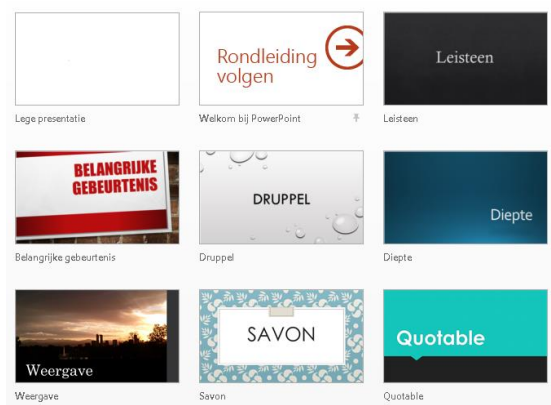 Rondleiding
volgen
Leisteen
Lege presentatie
Welkom bij PowerPoint
Leisteen
BELANGRIJKE
GEBEURTENIS
DRUPPEL
Diepte
Belangrijke gebeurtenis
Druppel
Diepte
Weergave
SAVON
Quotable
Weergave
Savon
Quotable